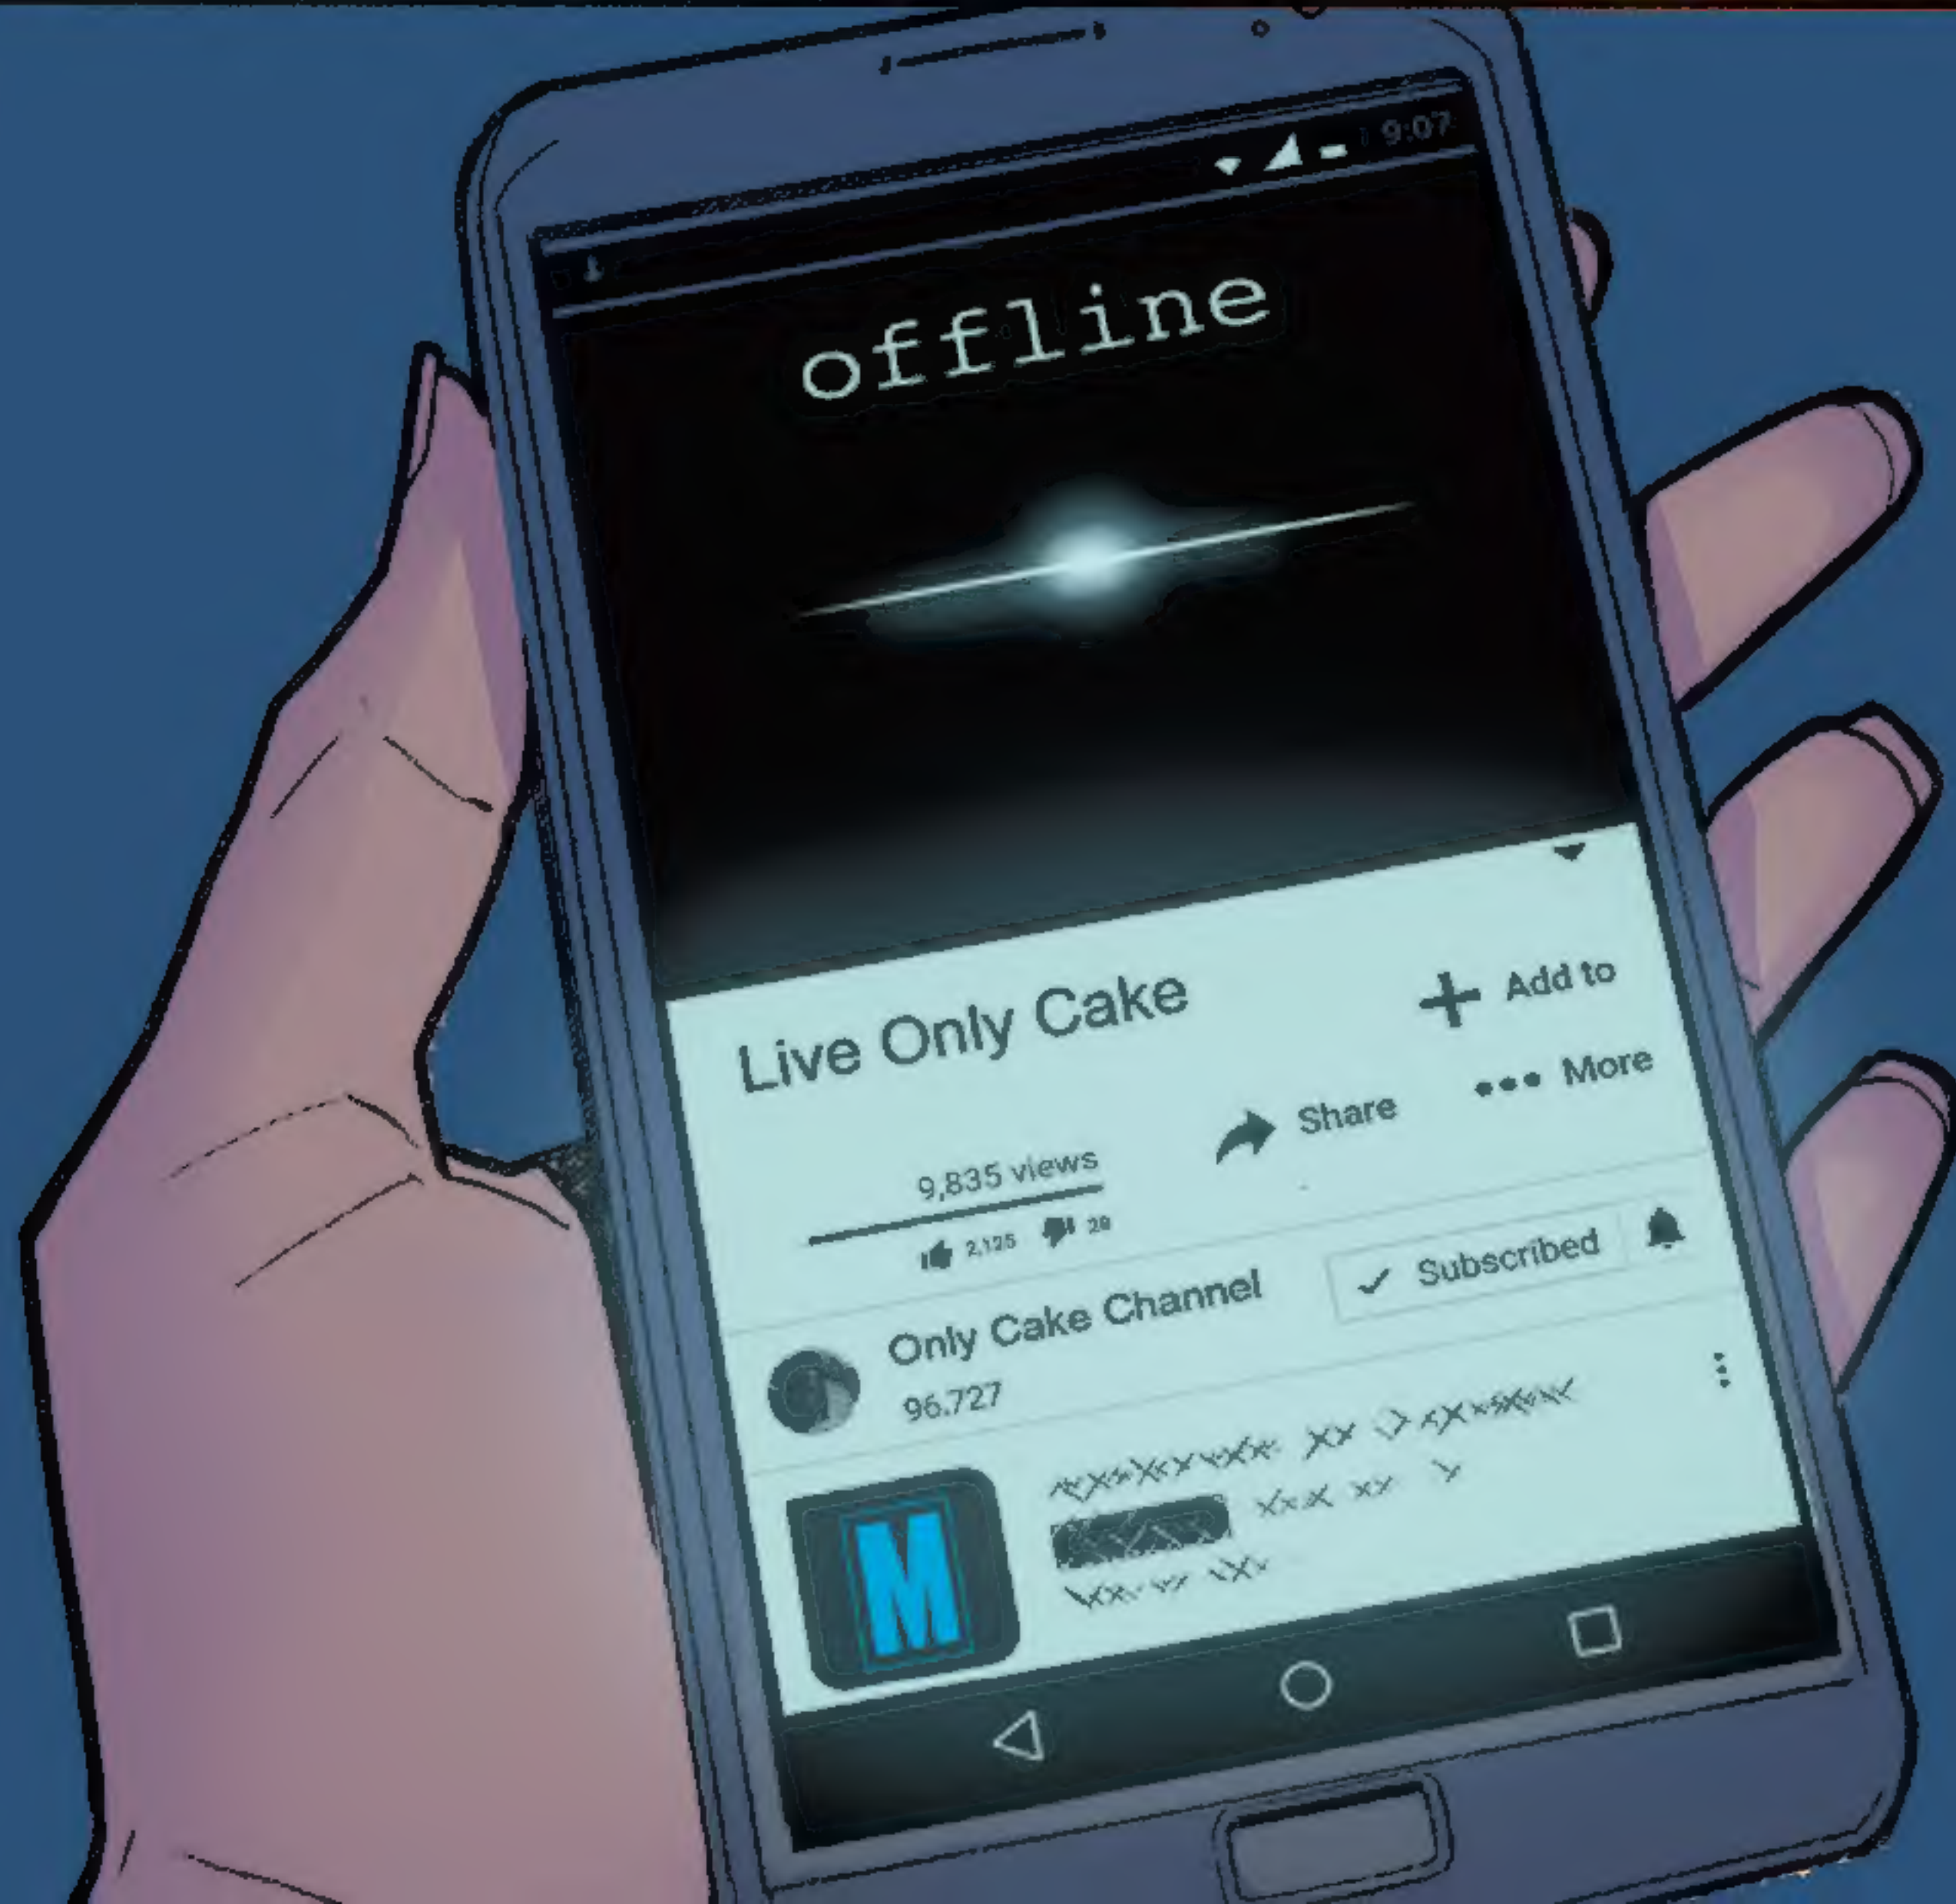 9:07
offline
Live Only Cake
Add to
9,835 views
Share
More
2,125
Only Cake Channel
Subscribed
96.727
M